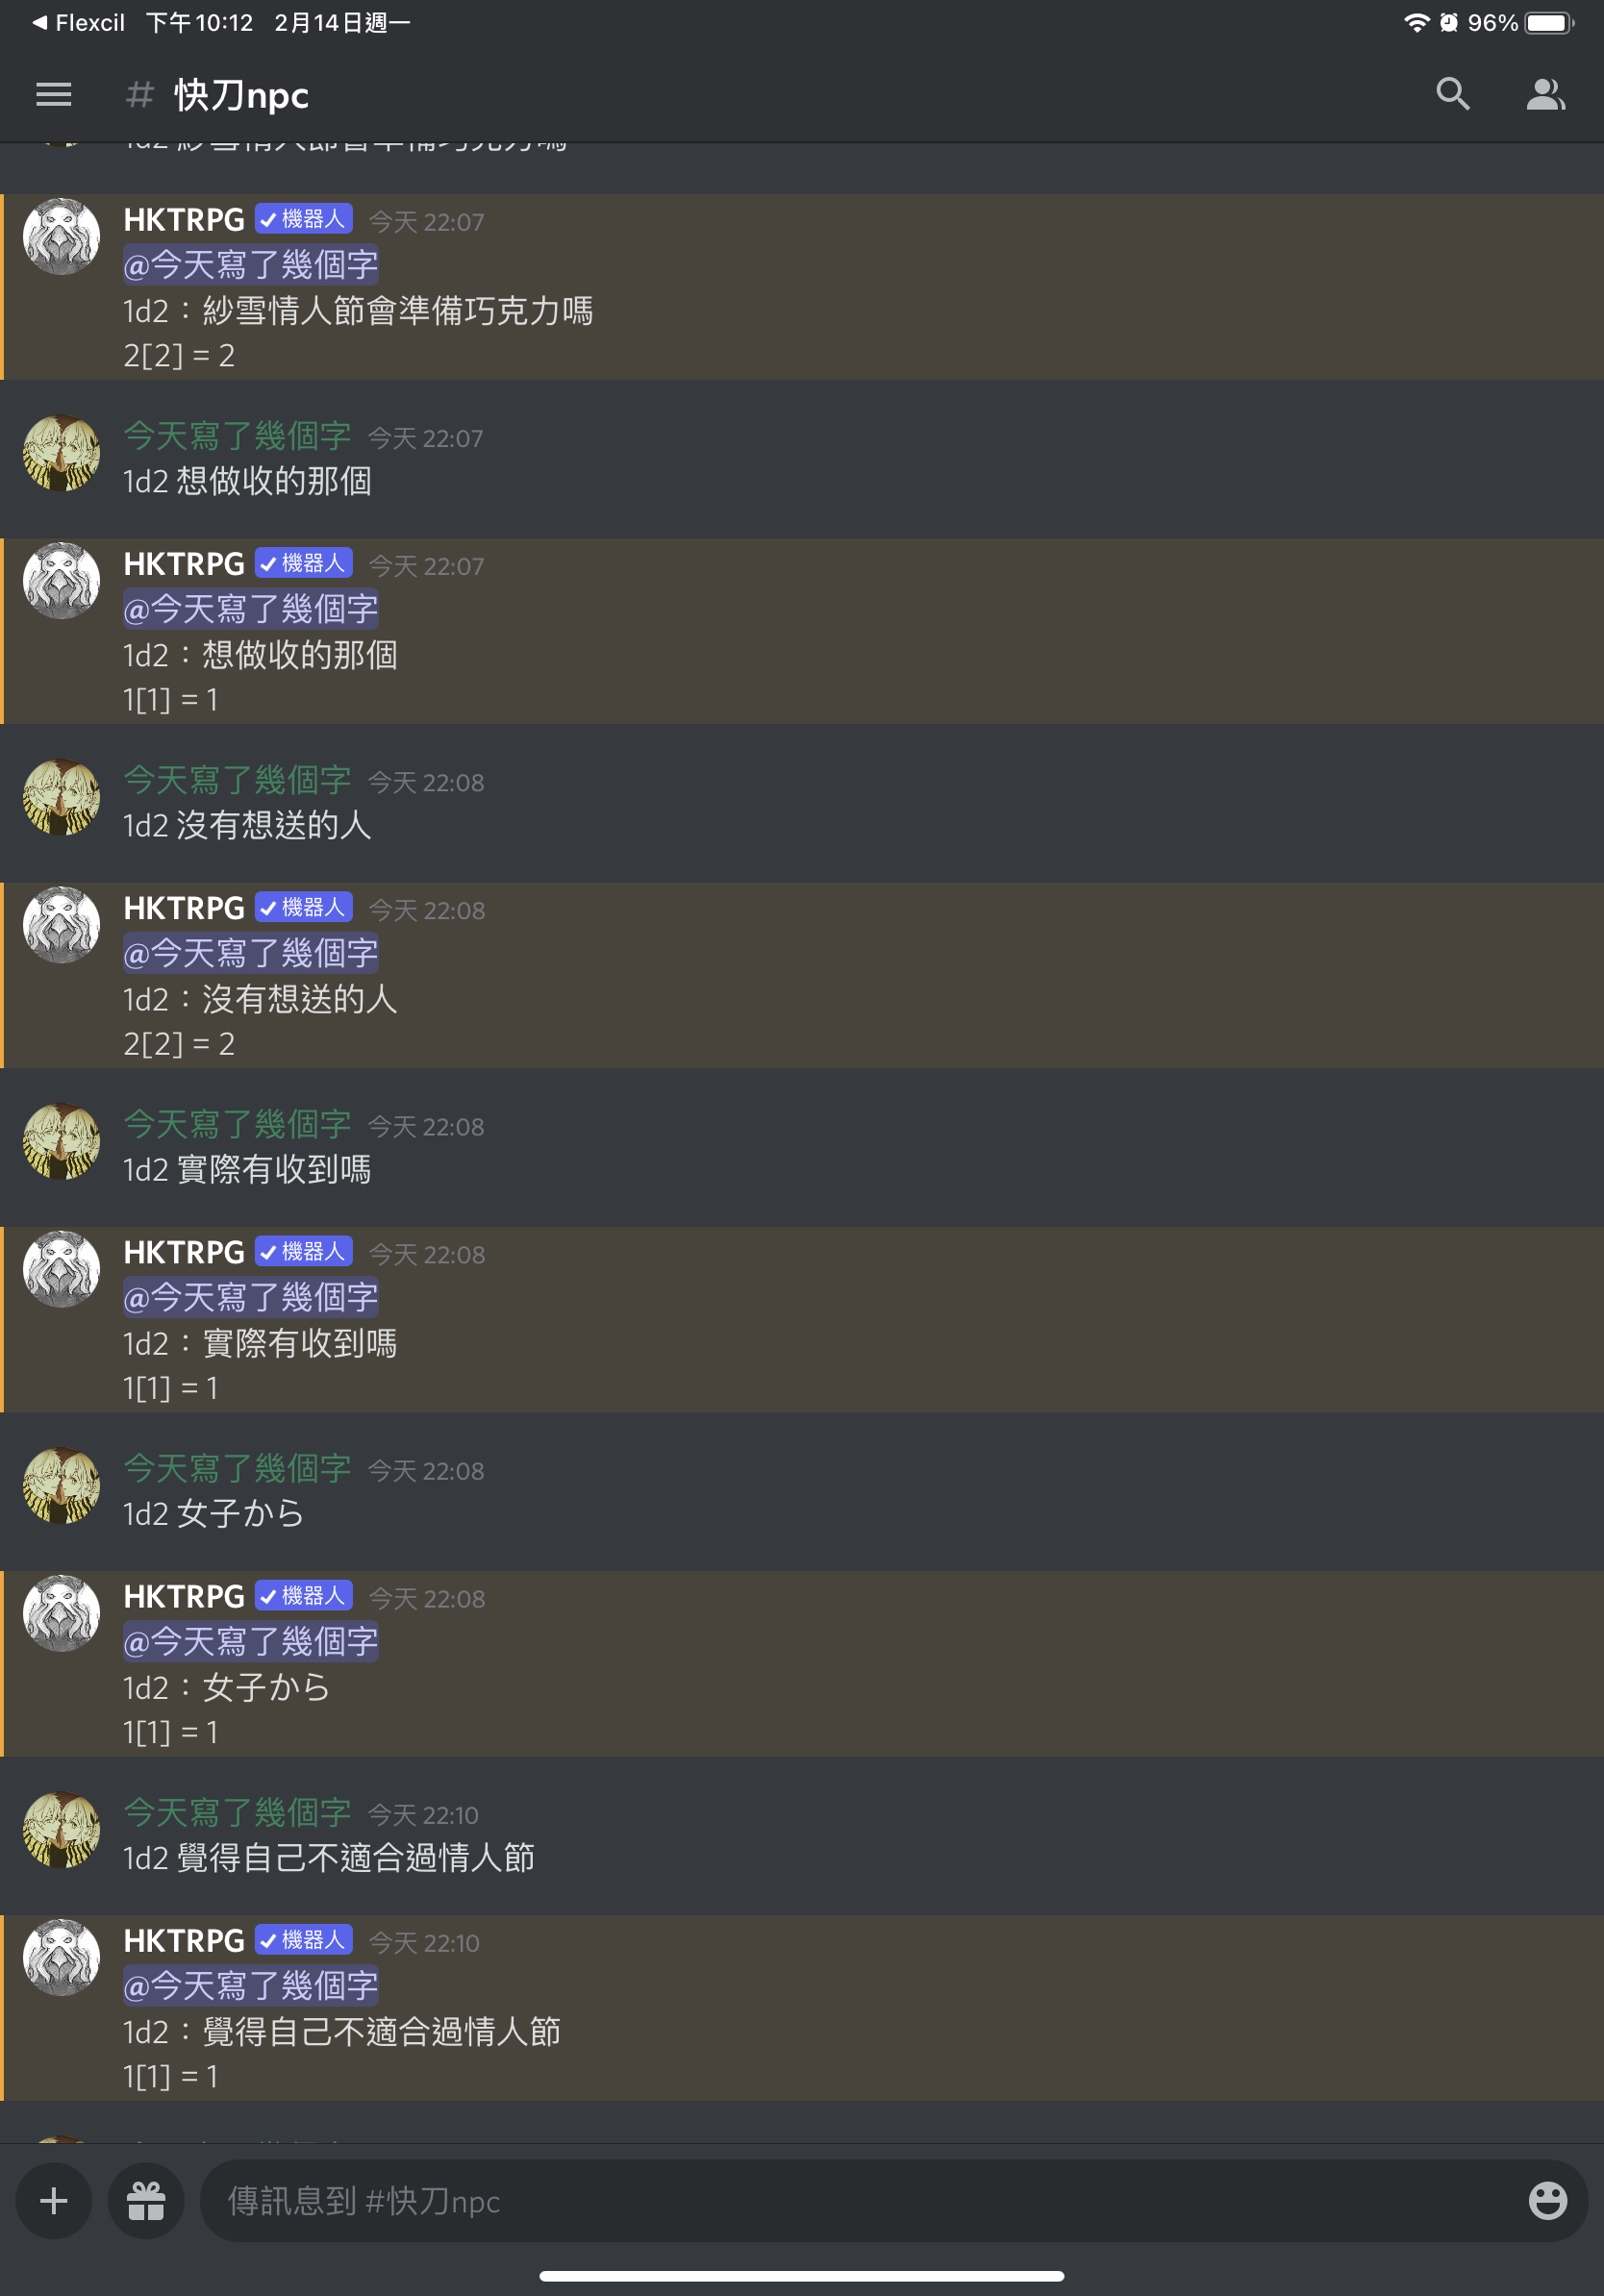 ◀ Flexcil 下午10:12 2月14日週一 96%
# 快刀npc
1d2 紗雪情人節會準備巧克力嗎
HKTRPG ✓機器人 今天 22:07
@今天寫了幾個字
1d2：紗雪情人節會準備巧克力嗎
2[2] = 2
今天寫了幾個字 今天 22:07
1d2 想做收的那個
HKTRPG ✓機器人 今天 22:07
@今天寫了幾個字
1d2：想做收的那個
1[1] = 1
今天寫了幾個字 今天 22:08
1d2 沒有想送的人
HKTRPG ✓機器人 今天 22:08
@今天寫了幾個字
1d2：沒有想送的人
2[2] = 2
今天寫了幾個字 今天 22:08
1d2 實際有收到嗎
HKTRPG ✓機器人 今天 22:08
@今天寫了幾個字
1d2：實際有收到嗎
1[1] = 1
今天寫了幾個字 今天 22:08
1d2 女子から
HKTRPG ✓機器人 今天 22:08
@今天寫了幾個字
1d2：女子から
1[1] = 1
今天寫了幾個字 今天 22:10
1d2 覺得自己不適合過情人節
HKTRPG ✓機器人 今天 22:10
@今天寫了幾個字
1d2：覺得自己不適合過情人節
1[1] = 1
傳訊息到 #快刀npc